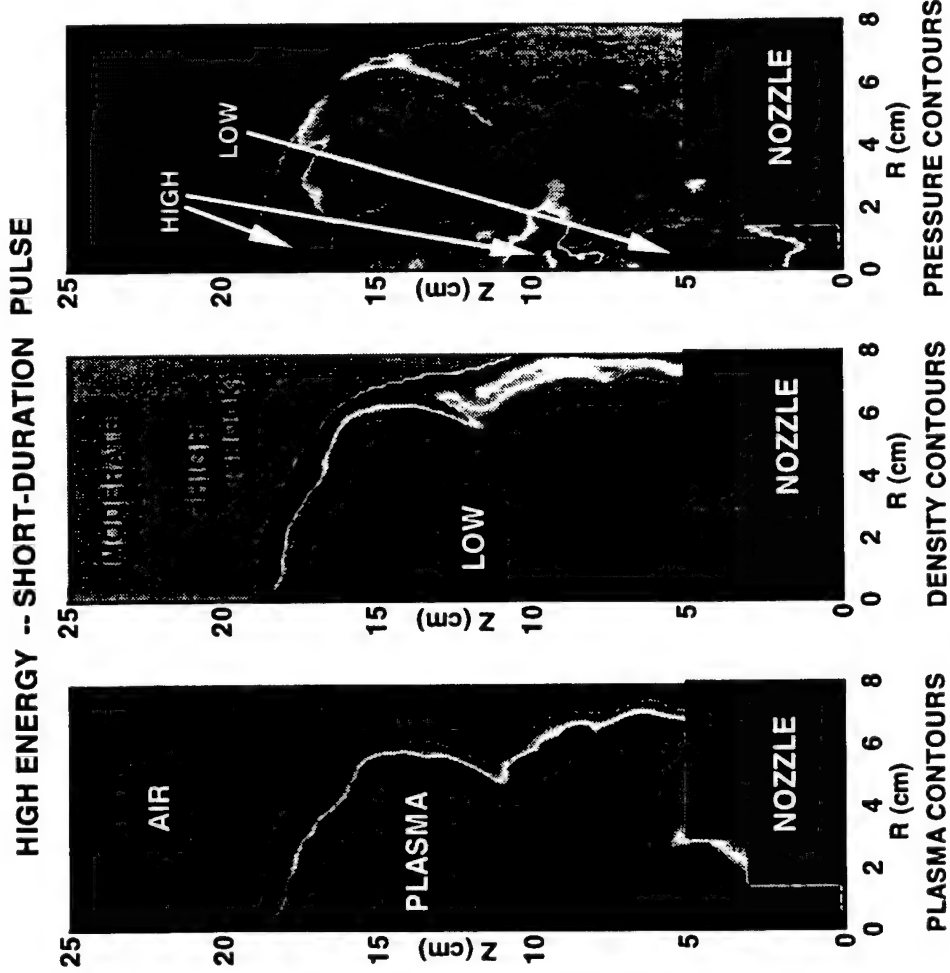 HIGH ENERGY -- SHORT-DURATION PULSE
25
20
15
10
5
0
Z (cm)
AIR
PLASMA
NOZZLE
0 2 4 6 8
R (cm)
PLASMA CONTOURS
25
20
15
10
5
0
Z (cm)
LOW
NOZZLE
0 2 4 6 8
R (cm)
DENSITY CONTOURS
25
20
15
10
5
0
Z (cm)
HIGH
LOW
NOZZLE
0 2 4 6 8
R (cm)
PRESSURE CONTOURS